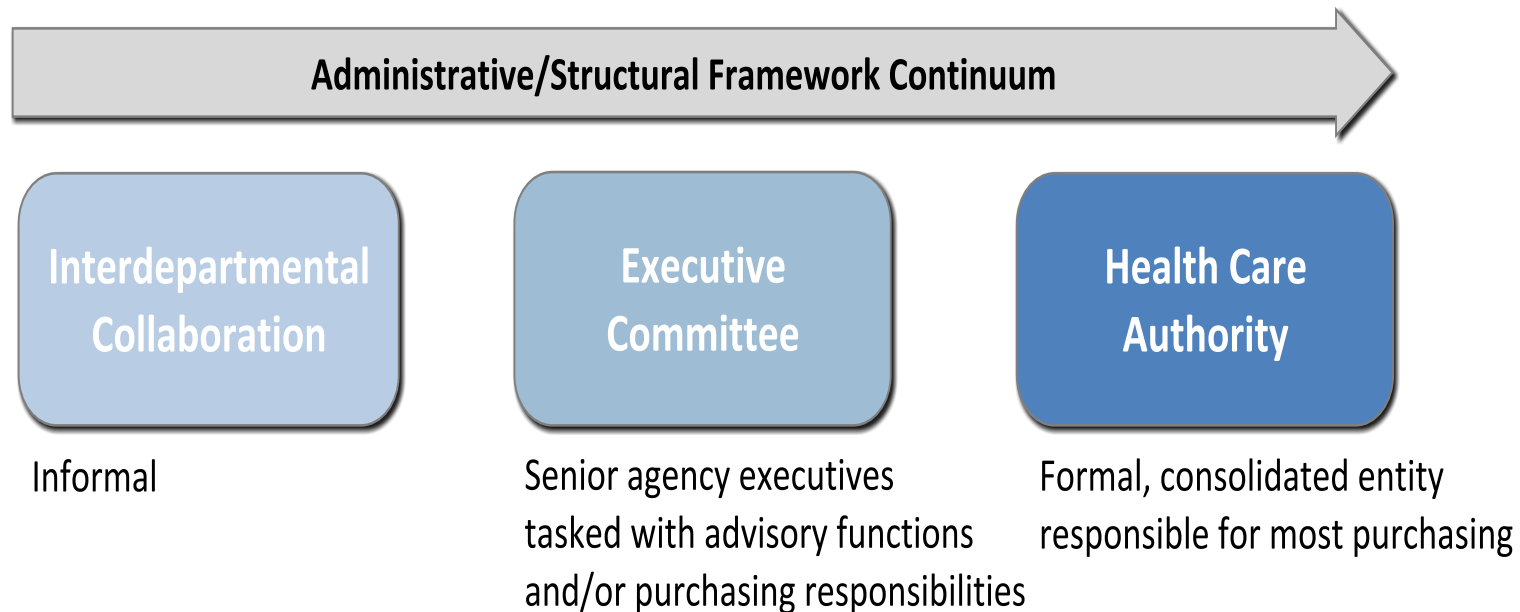 Administrative/Structural Framework Continuum
Interdepartmental
Collaboration
Executive
Committee
Health Care
Authority
Informal
Senior agency executives
tasked with advisory functions
and/or purchasing responsibilities
Formal, consolidated entity
responsible for most purchasing